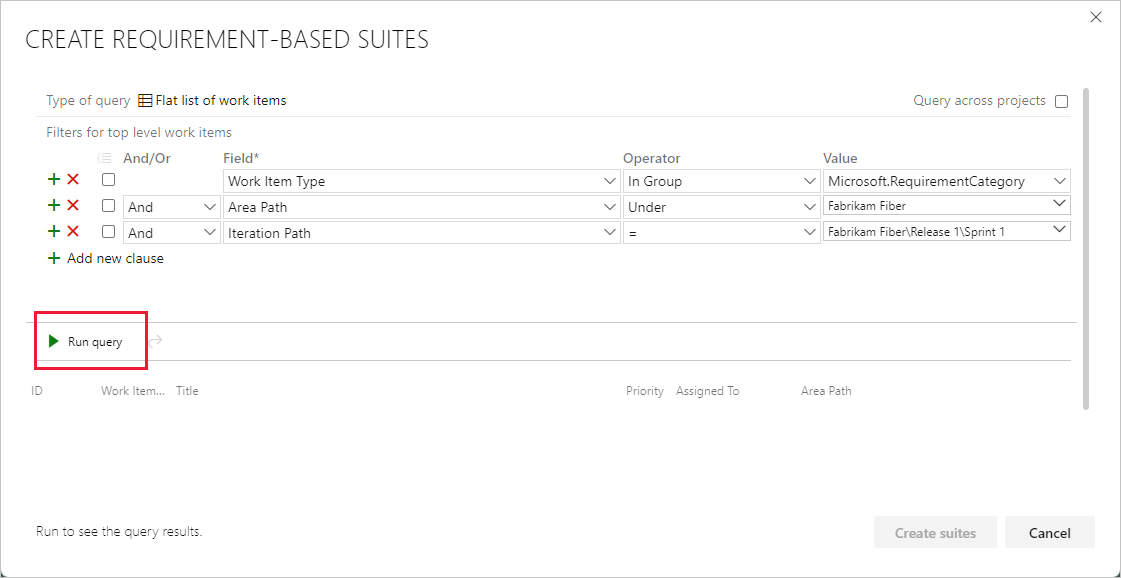 CREATE REQUIREMENT-BASED SUITES
Type of query Flat list of work items Query across projects
Filters for top level work items
And/Or Field* Operator Value
Work Item Type In Group Microsoft.RequirementCategory
And Area Path Under Fabrikam Fiber
And Iteration Path = Fabrikam Fiber\Release 1\Sprint 1
Add new clause
Run query
ID Work Item... Title Priority Assigned To Area Path
Run to see the query results.
Create suites Cancel